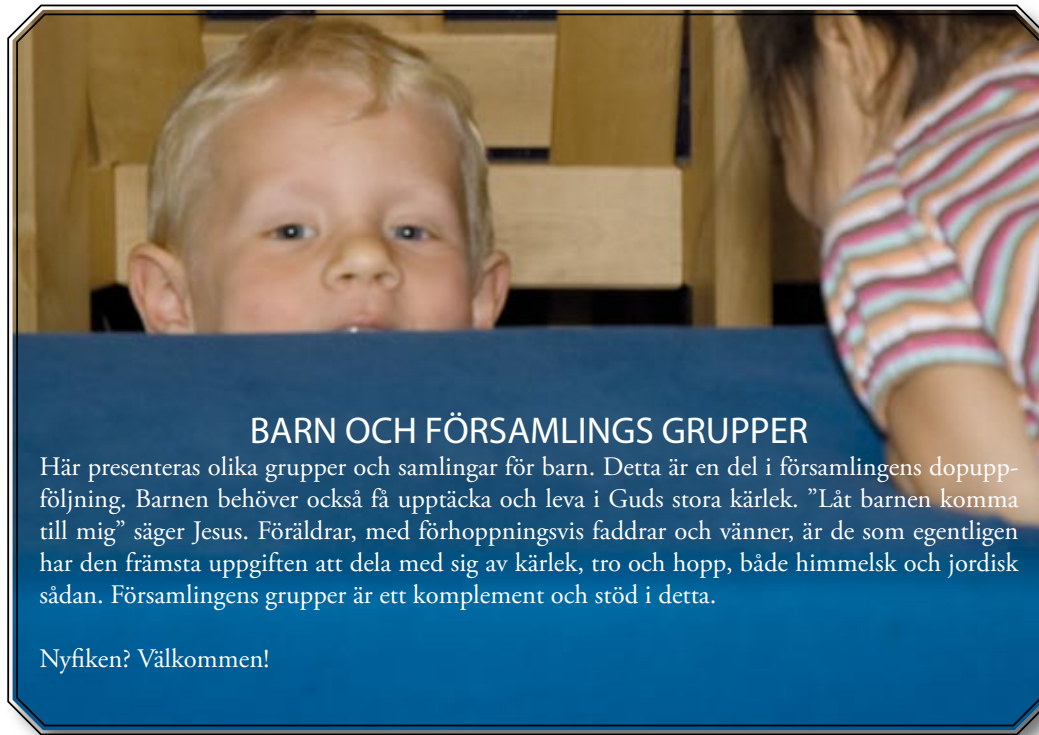 BARN OCH FÖRSAMLINGS GRUPPER
Här presenteras olika grupper och samlingar för barn. Detta är en del i församlingens dopupp-
följning. Barnen behöver också få upptäcka och leva i Guds stora kärlek. ”Låt barnen komma
till mig” säger Jesus. Föräldrar, med förhoppningsvis faddrar och vänner, är de som egentligen
har den främsta uppgiften att dela med sig av kärlek, tro och hopp, både himmelsk och jordisk
sådan. Församlingens grupper är ett komplement och stöd i detta.
Nyfiken? Välkommen!